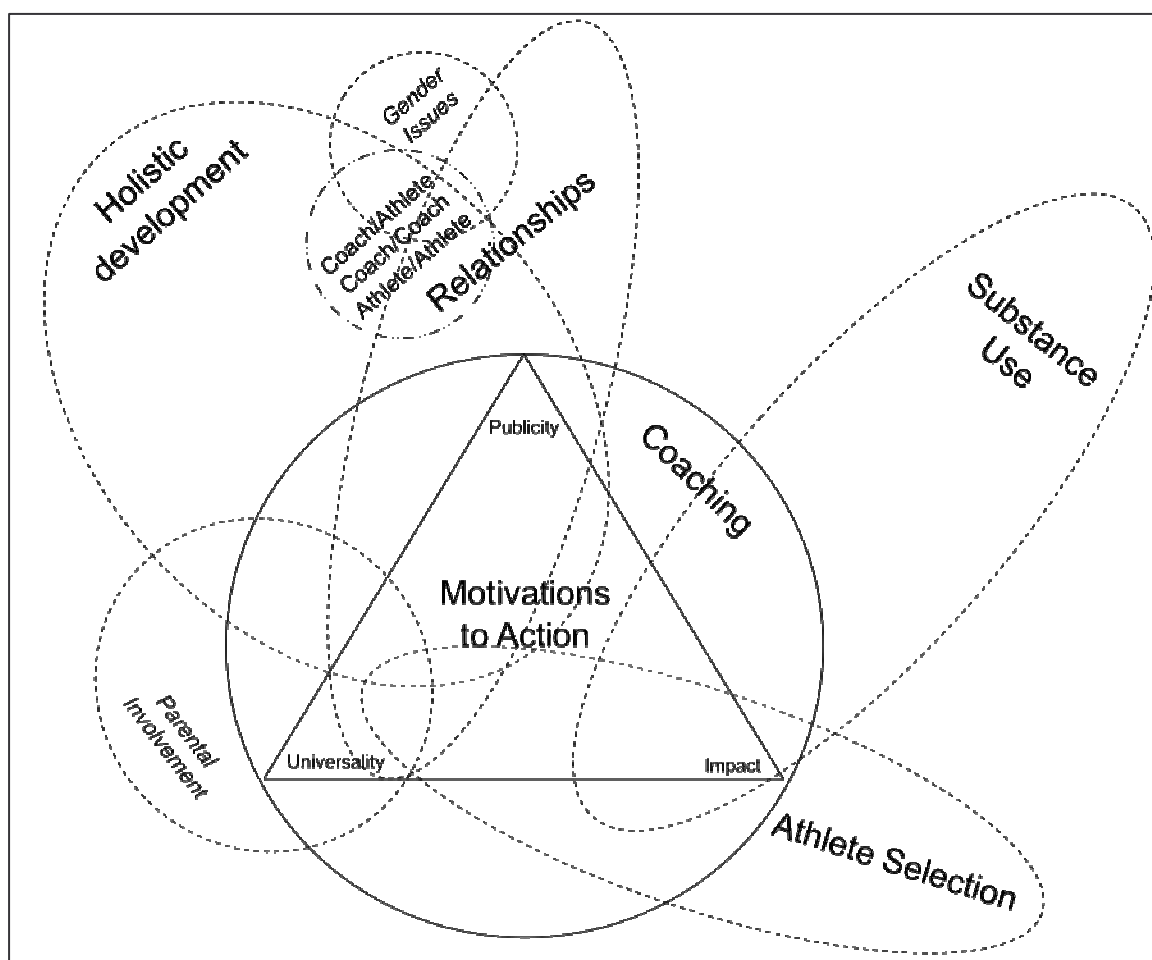 Gender
Issues
Holistic
development
Coach/Athlete
Coach/Coach
Athlete/Athlete
Relationships
Substance
Use
Publicity
Coaching
Motivations
to Action
Parental
Involvement
Universality
Impact
Athlete Selection